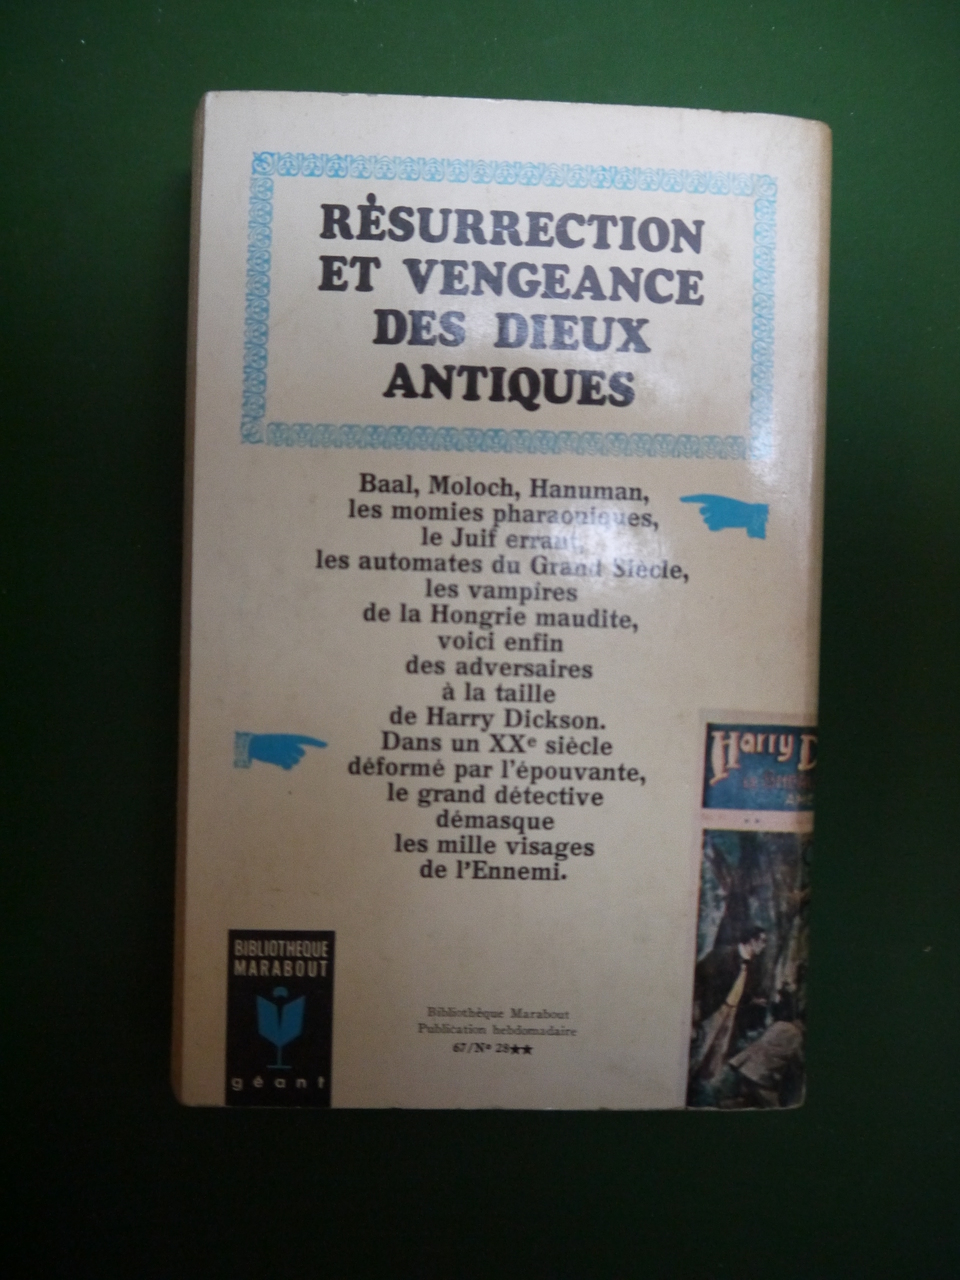 RÉSURRECTION
ET VENGEANCE
DES DIEUX
ANTIQUES
Baal, Moloch, Hanuman,
les momies pharaoniques,
le Juif errant,
les automates du Grand Siècle,
les vampires
de la Hongrie maudite,
voici enfin
des adversaires
à la taille
de Harry Dickson.
Dans un XXe siècle
déformé par l'épouvante,
le grand détective
démasque
les mille visages
de l'Ennemi.
Harry D
BIBLIOTHEQUE
MARABOUT
géant
Bibliothèque Marabout
Publication hebdomadaire
67/No 28★★